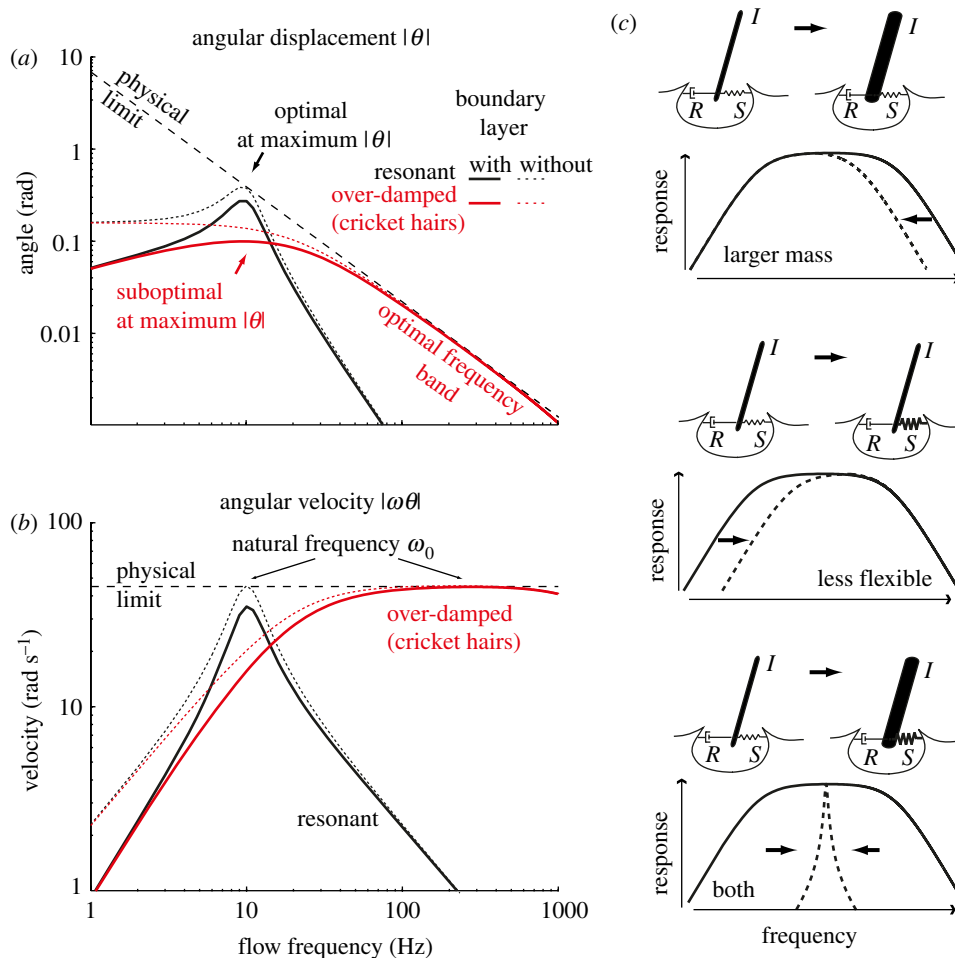 (a)
angular displacement |θ|
10
1
0.1
0.01
angle (rad)
physical
limit
optimal
at maximum |θ|
boundary
layer
with without
resonant
over-damped
(cricket hairs)
suboptimal
at maximum |θ|
optimal frequency
band
(b)
angular velocity |ωθ|
100
10
1
velocity (rad s⁻¹)
natural frequency ω₀
physical
limit
over-damped
(cricket hairs)
resonant
1
10
100
1000
flow frequency (Hz)
(c)
I
I
R S
R S
response
larger mass
I
I
R S
R S
response
less flexible
I
I
R S
R S
response
both
frequency